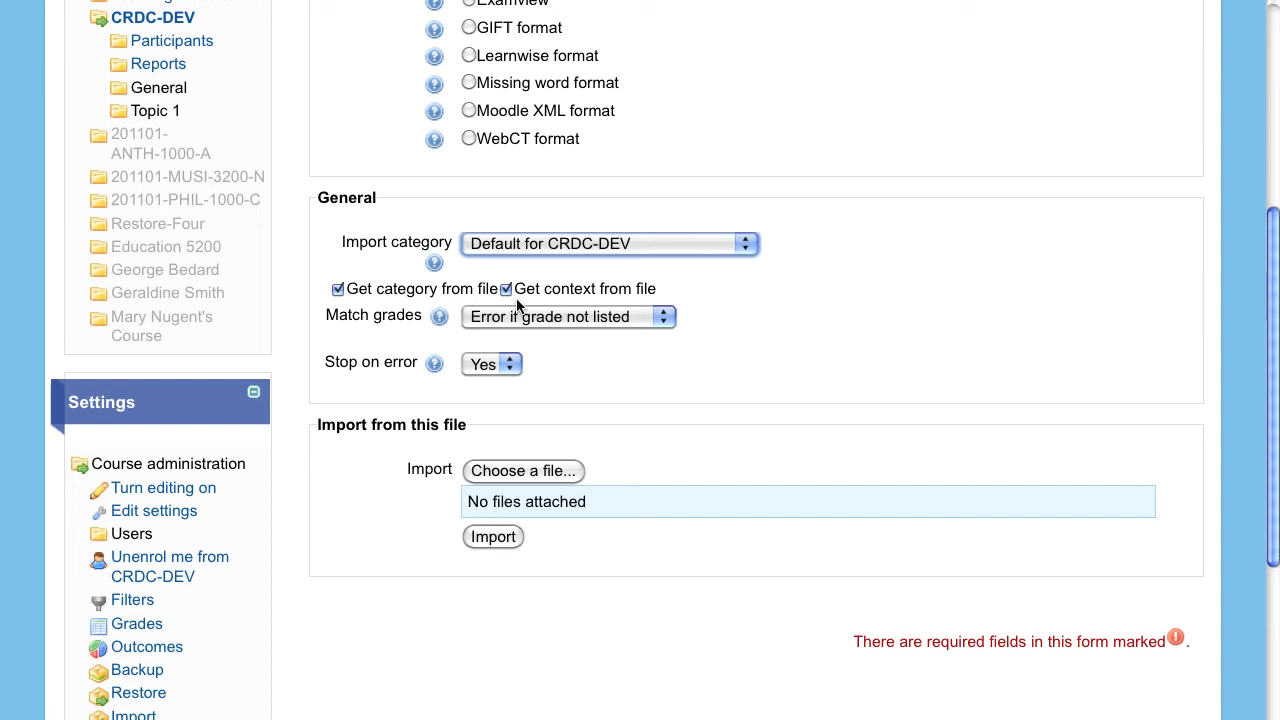 CRDC-DEV
Participants
Reports
General
Topic 1
201101-
ANTH-1000-A
201101-MUSI-3200-N
201101-PHIL-1000-C
Restore-Four
Education 5200
George Bedard
Geraldine Smith
Mary Nugent's
Course
Settings
Course administration
Turn editing on
Edit settings
Users
Unenrol me from
CRDC-DEV
Filters
Grades
Outcomes
Backup
Restore
Import
Examview
GIFT format
Learnwise format
Missing word format
Moodle XML format
WebCT format
General
Import category Default for CRDC-DEV
Get category from file Get context from file
Match grades Error if grade not listed
Stop on error Yes
Import from this file
Import Choose a file...
No files attached
Import
There are required fields in this form marked .